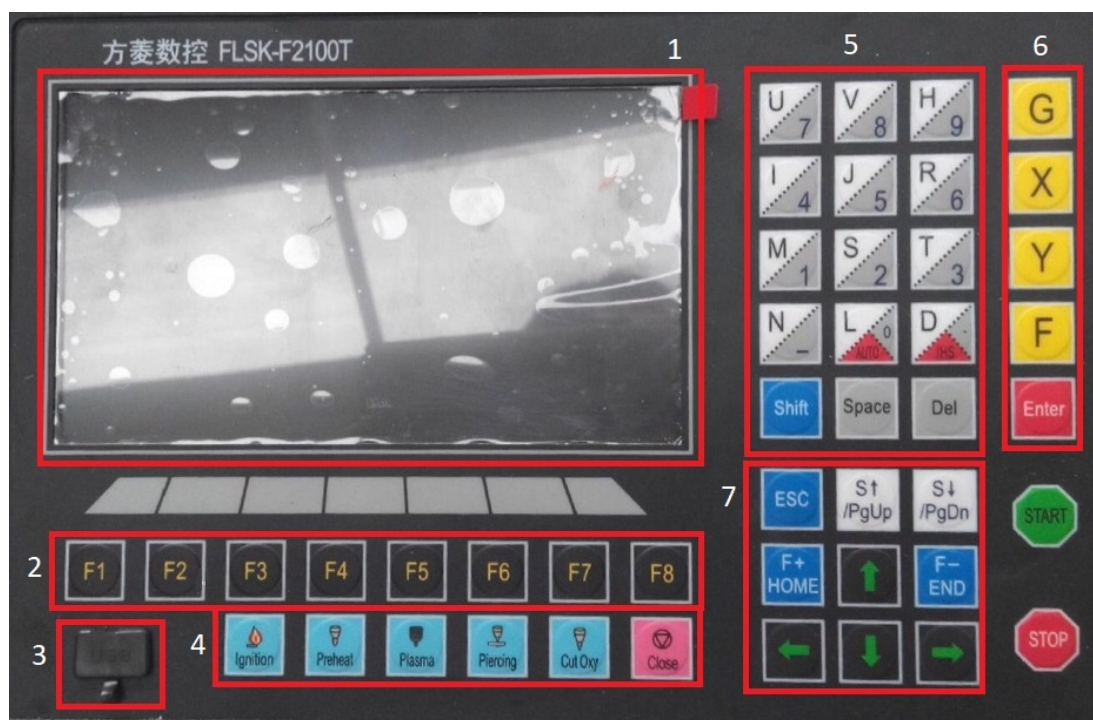 方菱数控 FLSK-F2100T
1
5
6
U 7 V 8 H 9 G
I 4 J 5 R 6 X
M 1 S 2 T 3 Y
N - L 0 AUTO D . IHS F
Shift Space Del Enter
7
ESC S↑ /PgUp S↓ /PgDn START
2
F1 F2 F3 F4 F5 F6 F7 F8
F+ HOME ↑ F- END
3
USB
4
Ignition Preheat Plasma Piercing Cut Oxy Close
← ↓ → STOP